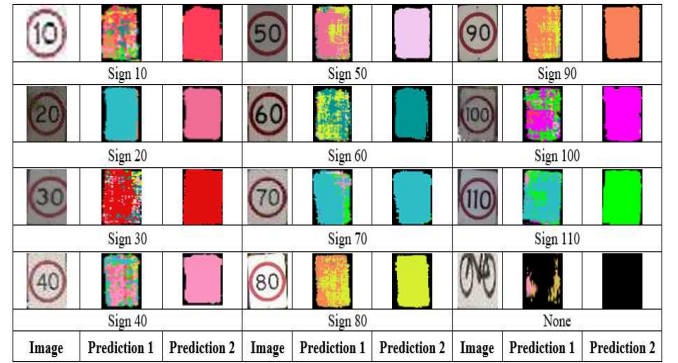 10 50 90
Sign 10 Sign 50 Sign 90
20 60 100
Sign 20 Sign 60 Sign 100
30 70 110
Sign 30 Sign 70 Sign 110
40 80
Sign 40 Sign 80 None
Image Prediction 1 Prediction 2 Image Prediction 1 Prediction 2 Image Prediction 1 Prediction 2